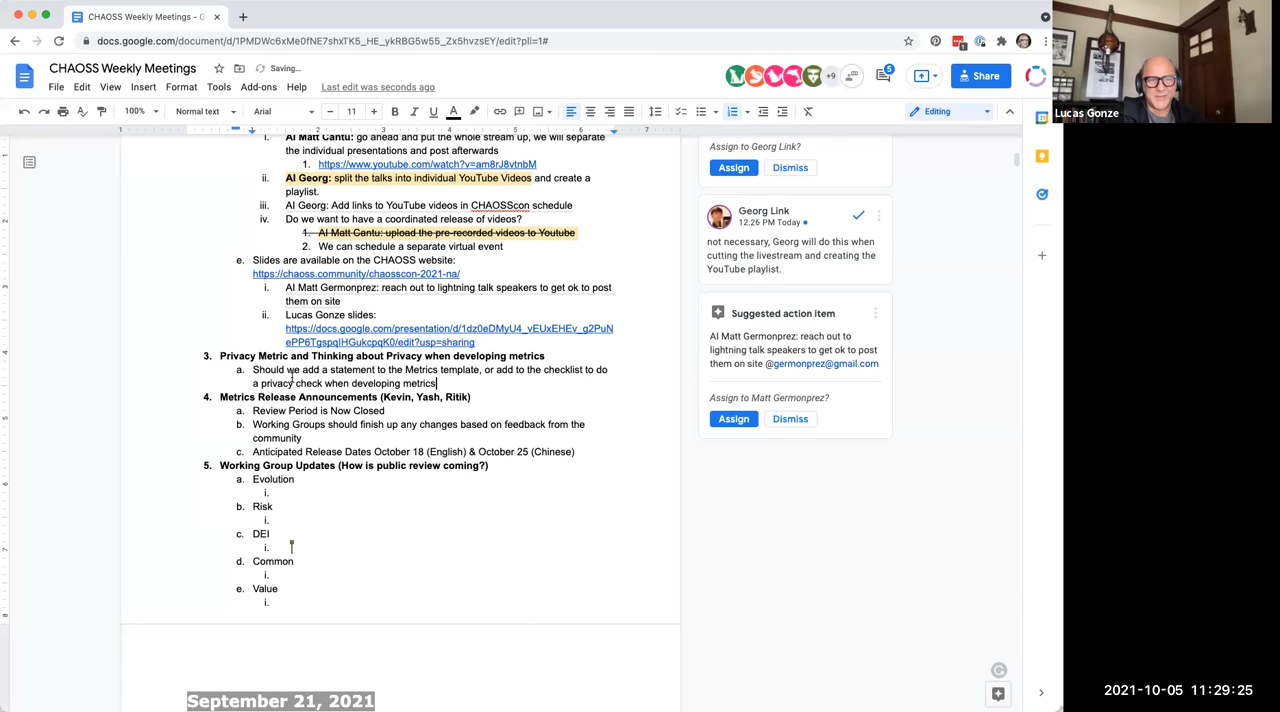 CHAOSS Weekly Meetings - G
docs.google.com/document/d/1PMDWc6xMe0fNE7shxTK5_HE_ykRBG5w55_Zx5hvzsEY/edit?pli=1#
Lucas Gonze
CHAOSS Weekly Meetings
Saving...
File Edit View Insert Format Tools Add-ons Help Last edit was seconds ago
+9
5
Share
100% Normal text Arial 11 Editing
1 1 2 3 4 5 6 7
i. AI Matt Cantu: go ahead and put the whole stream up, we will separate
the individual presentations and post afterwards
1. https://www.youtube.com/watch?v=am8rJ8vtnbM
ii. AI Georg: split the talks into individual YouTube Videos and create a
playlist.
iii. AI Georg: Add links to YouTube videos in CHAOSScon schedule
iv. Do we want to have a coordinated release of videos?
1. AI Matt Cantu: upload the pre-recorded videos to Youtube
2. We can schedule a separate virtual event
e. Slides are available on the CHAOSS website:
https://chaoss.community/chaosscon-2021-na/
i. AI Matt Germonprez: reach out to lightning talk speakers to get ok to post
them on site
ii. Lucas Gonze slides:
https://docs.google.com/presentation/d/1dz0eDMyU4_vEUxEHEv_g2PuN
ePP6TgspqIHGukcpqK0/edit?usp=sharing
3. Privacy Metric and Thinking about Privacy when developing metrics
a. Should we add a statement to the Metrics template, or add to the checklist to do
a privacy check when developing metrics
4. Metrics Release Announcements (Kevin, Yash, Ritik)
a. Review Period is Now Closed
b. Working Groups should finish up any changes based on feedback from the
community
c. Anticipated Release Dates October 18 (English) & October 25 (Chinese)
5. Working Group Updates (How is public review coming?)
a. Evolution
i.
b. Risk
i.
c. DEI
i.
d. Common
i.
e. Value
i.
September 21, 2021
Assign to Georg Link?
Assign Dismiss
Georg Link
12:26 PM Today
not necessary, Georg will do this when
cutting the livestream and creating the
YouTube playlist.
Suggested action item
AI Matt Germonprez: reach out to
lightning talk speakers to get ok to post
them on site @germonprez@gmail.com
Assign to Matt Germonprez?
Assign Dismiss
2021-10-05 11:29:25